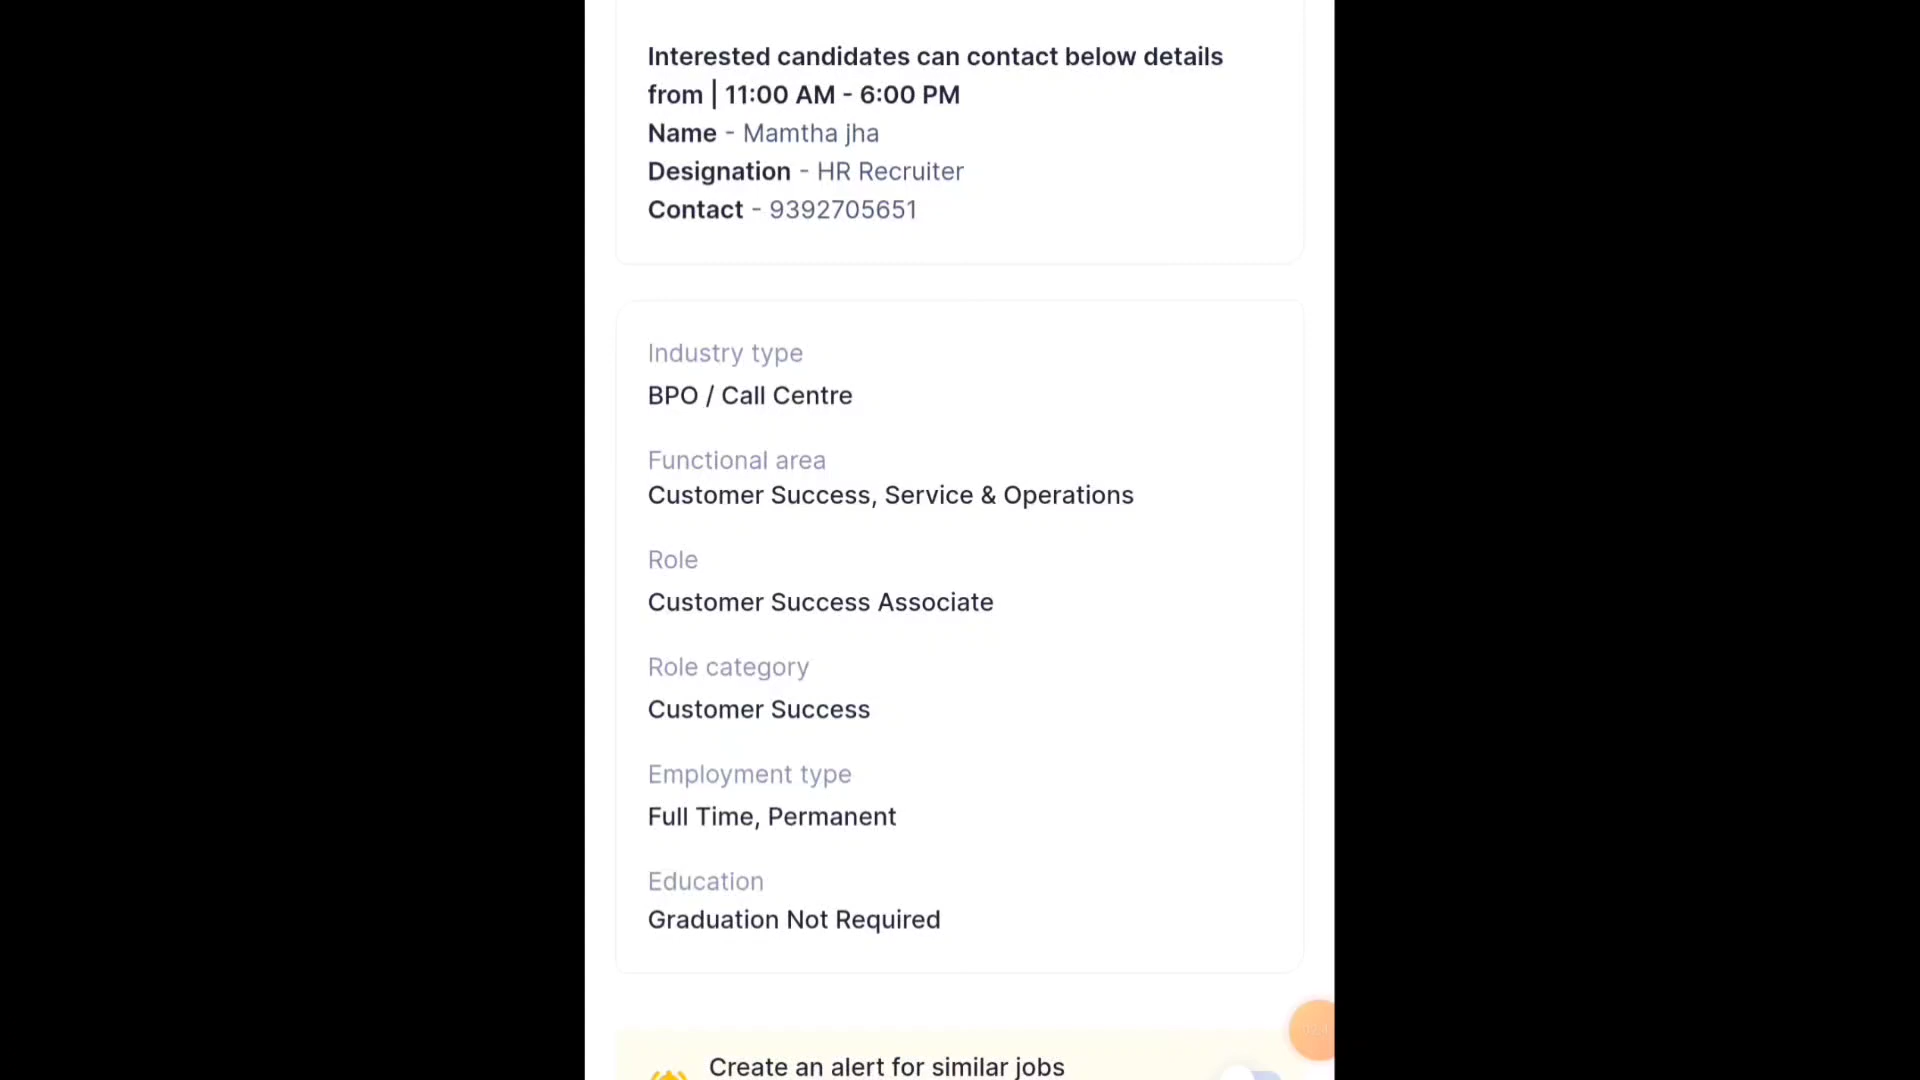 Interested candidates can contact below details
from | 11:00 AM - 6:00 PM
Name - Mamtha jha
Designation - HR Recruiter
Contact - 9392705651
Industry type
BPO / Call Centre
Functional area
Customer Success, Service & Operations
Role
Customer Success Associate
Role category
Customer Success
Employment type
Full Time, Permanent
Education
Graduation Not Required
Create an alert for similar jobs